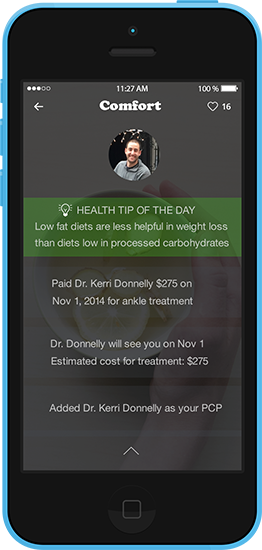 11:27 AM 100 %
Comfort 16
HEALTH TIP OF THE DAY
Low fat diets are less helpful in weight loss
than diets low in processed carbohydrates
Paid Dr. Kerri Donnelly $275 on
Nov 1, 2014 for ankle treatment
Dr. Donnelly will see you on Nov 1
Estimated cost for treatment: $275
Added Dr. Kerri Donnelly as your PCP